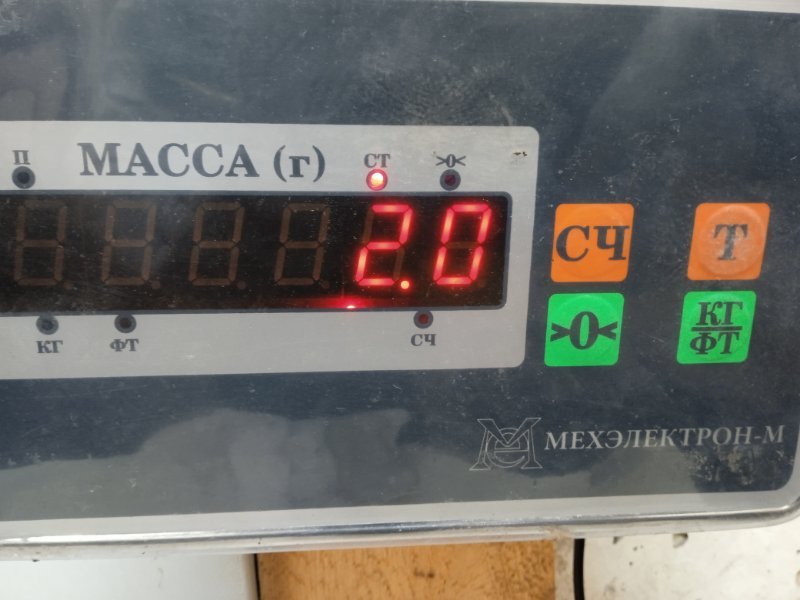 П
МАССА (г)
СТ
>0<
2.0
КГ
ФТ
СЧ
СЧ
Т
>0<
КГ
ФТ
МЕХЭЛЕКТРОН-М